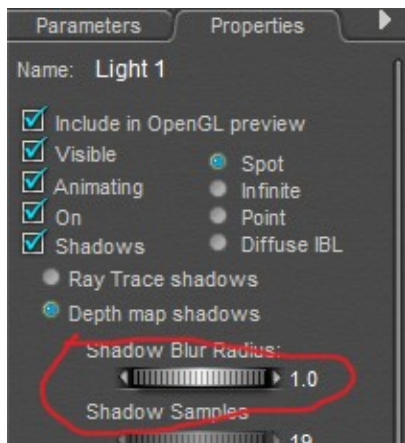 Parameters Properties
Name: Light 1
Include in OpenGL preview
Visible
Spot
Animating
Infinite
On
Point
Shadows
Diffuse IBL
Ray Trace shadows
Depth map shadows
Shadow Blur Radius:
1.0
Shadow Samples
19